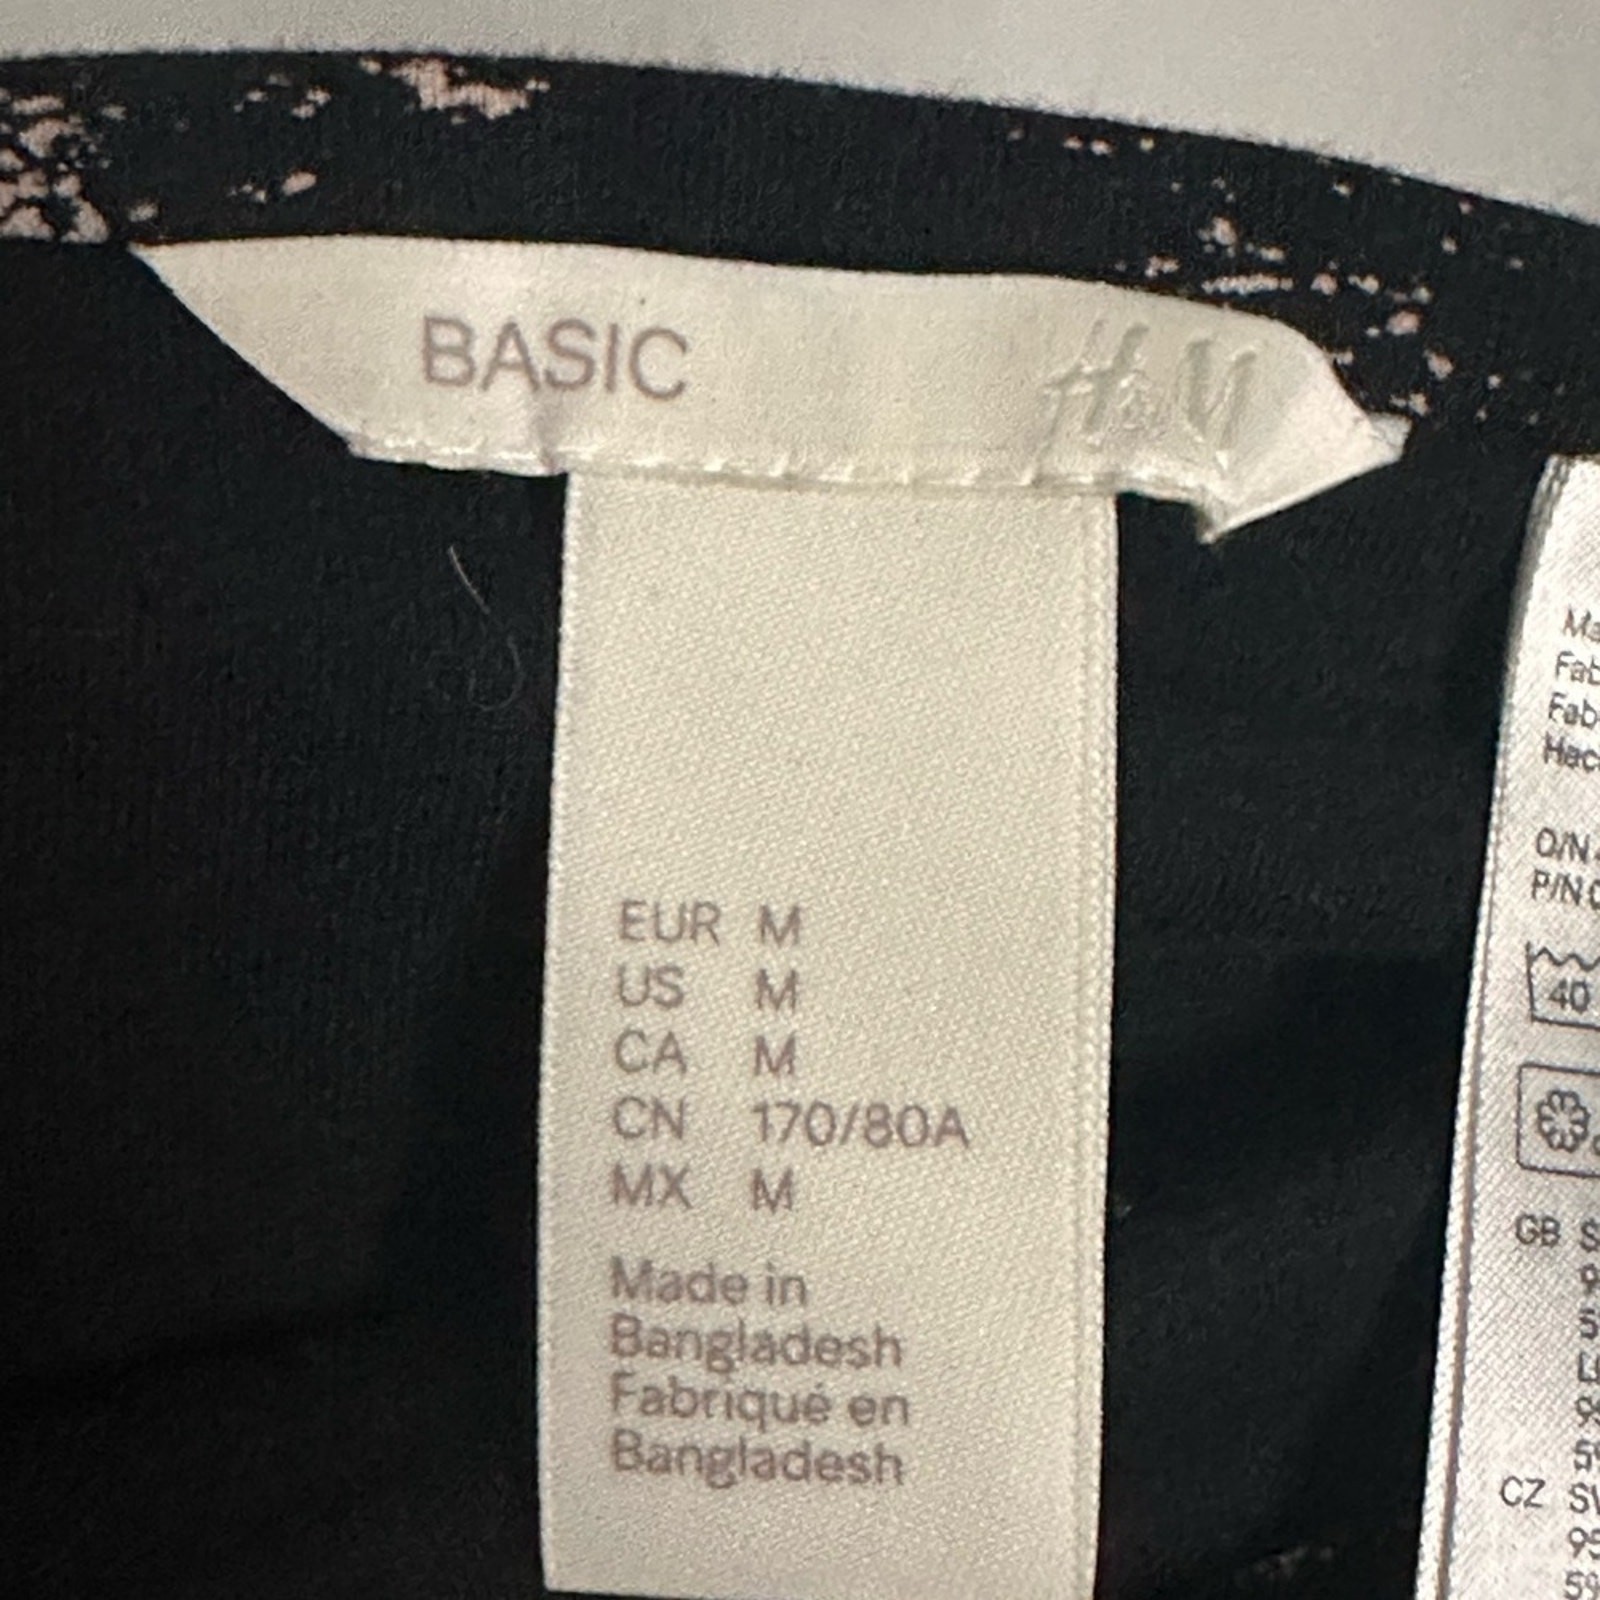 BASIC H&M
EUR M
US M
CA M
CN 170/80A
MX M
Made in
Bangladesh
Fabriqué en
Bangladesh
O/N
P/N
40
GB
CZ